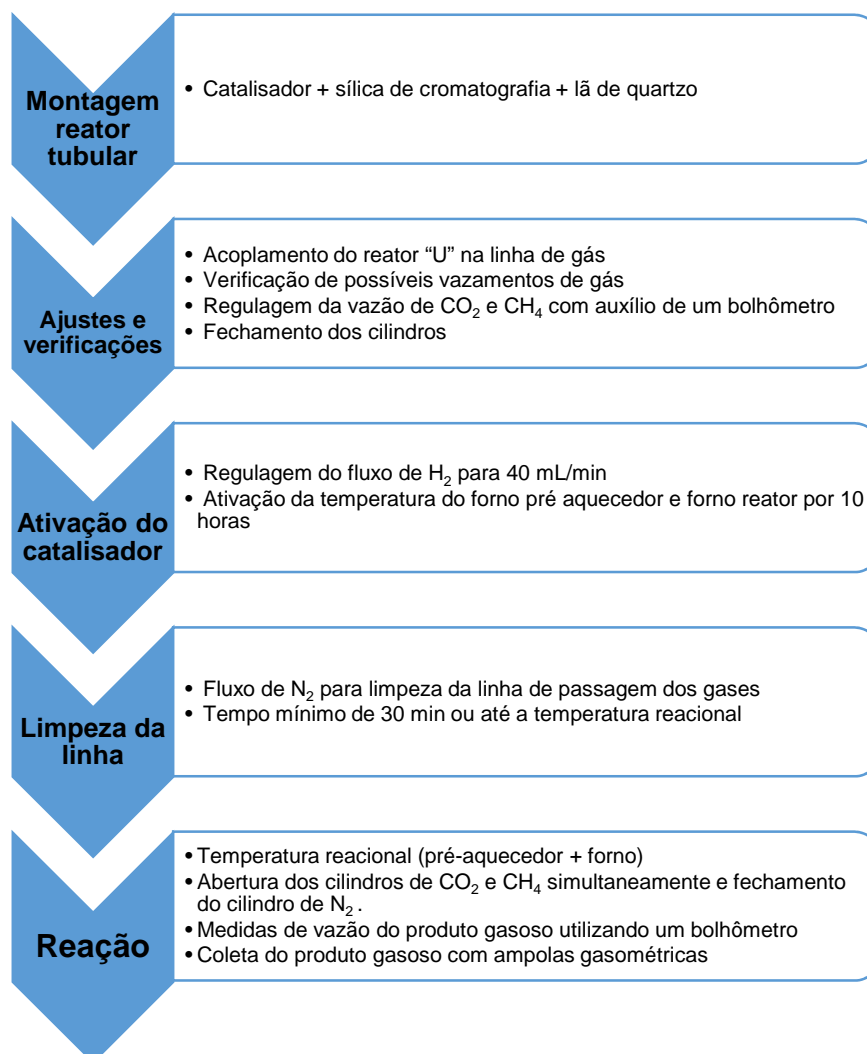 Montagem
reator
tubular
• Catalisador + sílica de cromatografia + lã de quartzo
Ajustes e
verificações
• Acoplamento do reator “U” na linha de gás
• Verificação de possíveis vazamentos de gás
• Regulagem da vazão de CO₂ e CH₄ com auxílio de um bolhômetro
• Fechamento dos cilindros
Ativação do
catalisador
• Regulagem do fluxo de H₂ para 40 mL/min
• Ativação da temperatura do forno pré aquecedor e forno reator por 10
horas
Limpeza da
linha
• Fluxo de N₂ para limpeza da linha de passagem dos gases
• Tempo mínimo de 30 min ou até a temperatura reacional
Reação
• Temperatura reacional (pré-aquecedor + forno)
• Abertura dos cilindros de CO₂ e CH₄ simultaneamente e fechamento
do cilindro de N₂ .
• Medidas de vazão do produto gasoso utilizando um bolhômetro
• Coleta do produto gasoso com ampolas gasométricas